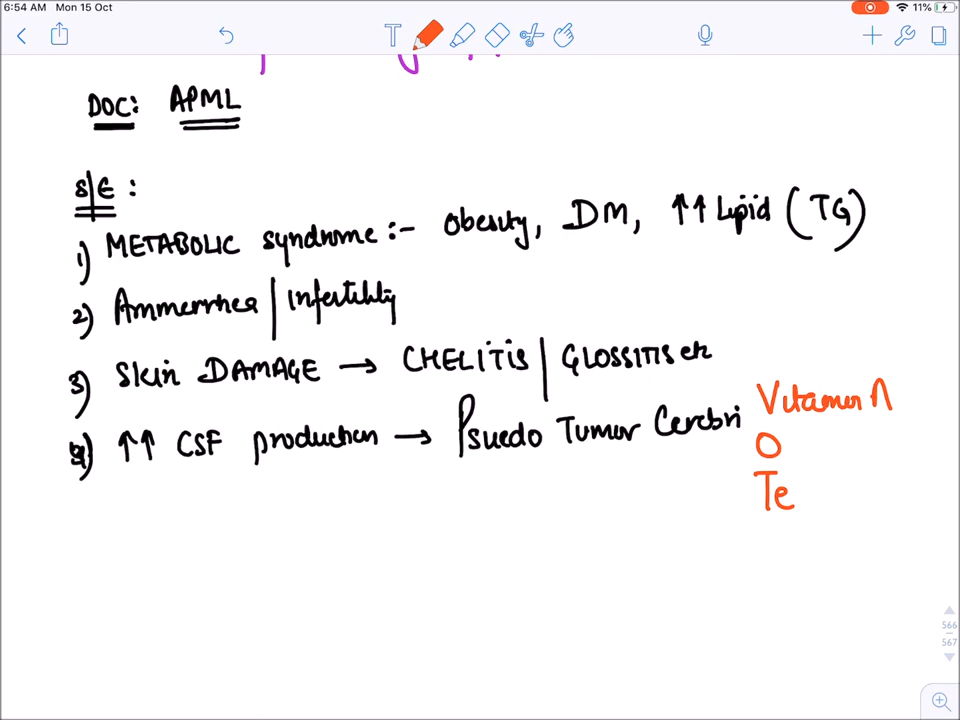 6:54 AM Mon 15 Oct 11%
T
DOC: APML
S/E :
1) METABOLIC syndrome :- Obesity, DM, ↑↑ Lipid (TG)
2) Ammerrhea / Infertility
3) Skin DAMAGE → CHELITIS / GLOSSITIS etc
4) ↑↑ CSF production → Psuedo Tumor Cerebri
Vitamin A
O
Te
566
567